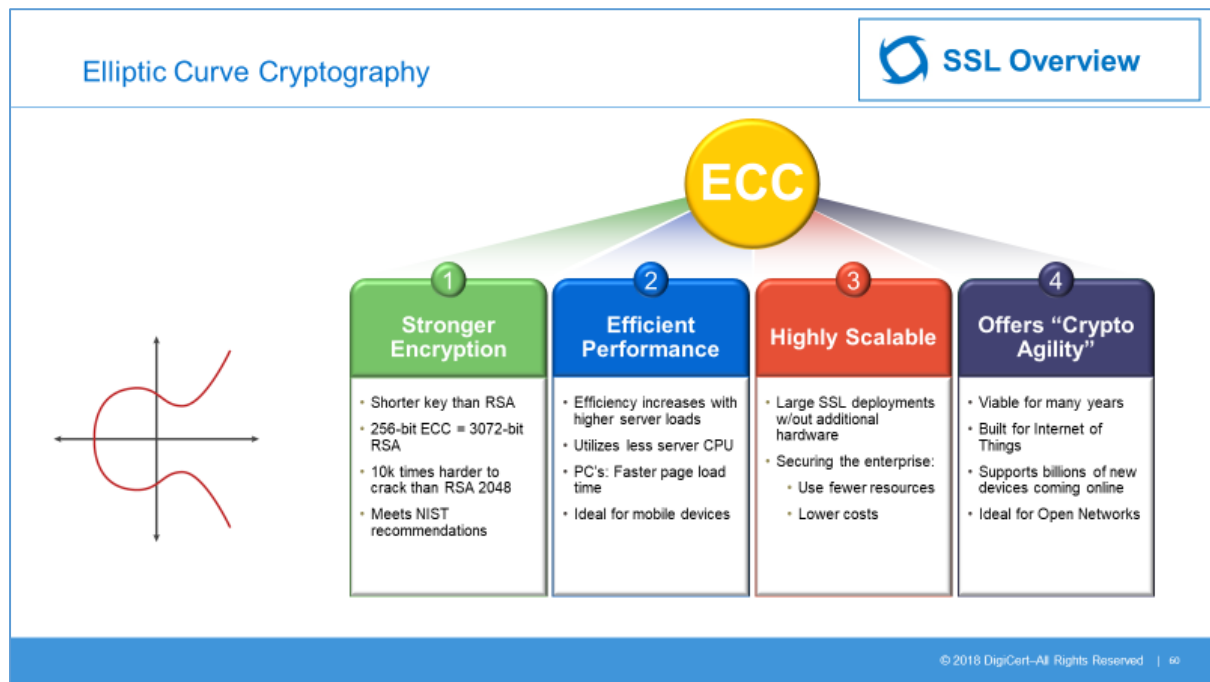 Elliptic Curve Cryptography
SSL Overview
ECC
1
Stronger
Encryption
• Shorter key than RSA
• 256-bit ECC = 3072-bit
RSA
• 10k times harder to
crack than RSA 2048
• Meets NIST
recommendations
2
Efficient
Performance
• Efficiency increases with
higher server loads
• Utilizes less server CPU
• PC's: Faster page load
time
• Ideal for mobile devices
3
Highly Scalable
• Large SSL deployments
w/out additional
hardware
• Securing the enterprise:
• Use fewer resources
• Lower costs
4
Offers “Crypto
Agility”
• Viable for many years
• Built for Internet of
Things
• Supports billions of new
devices coming online
• Ideal for Open Networks
© 2018 DigiCert–All Rights Reserved | 60